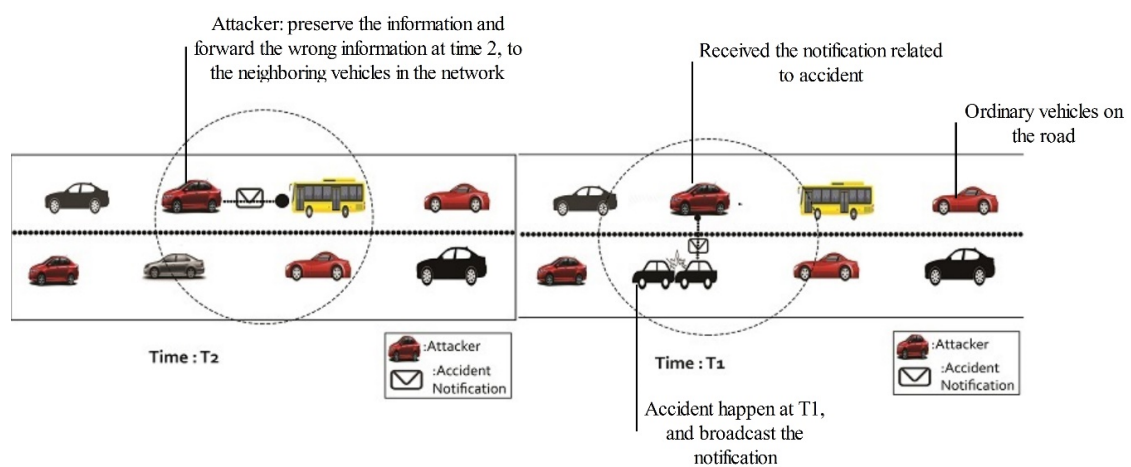 Attacker: preserve the information and
forward the wrong information at time 2, to
the neighboring vehicles in the network
Received the notification related
to accident
Ordinary vehicles on
the road
Time : T2
:Attacker
:Accident
Notification
Time : T1
:Attacker
:Accident
Notification
Accident happen at T1,
and broadcast the
notification